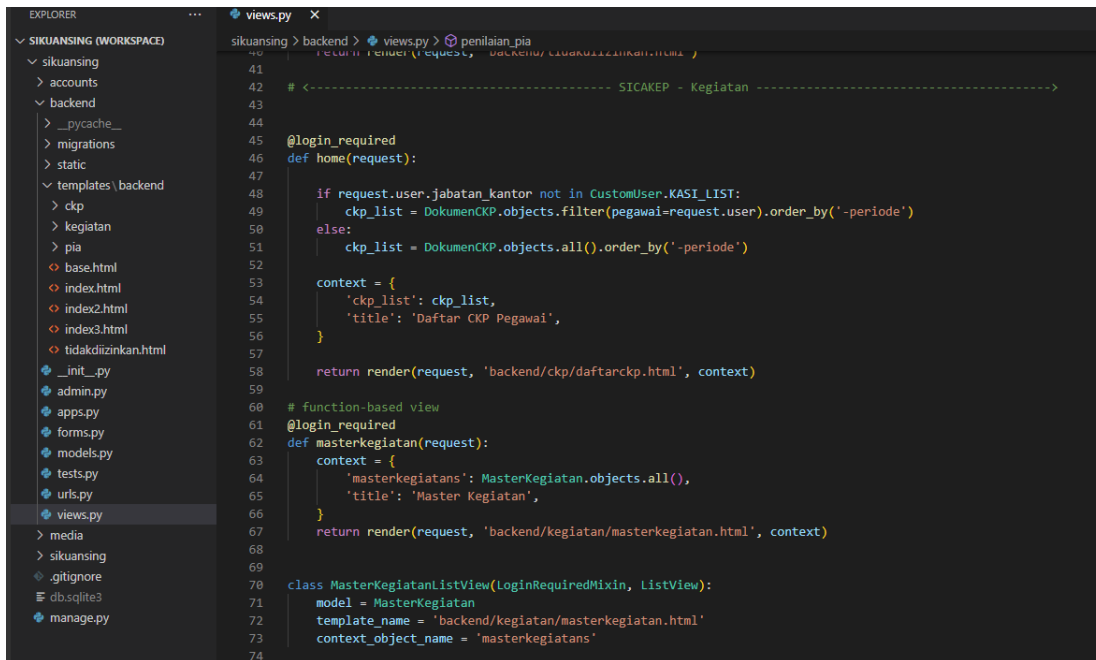 EXPLORER
SIKUANSING (WORKSPACE)
sikuansing
accounts
backend
__pycache__
migrations
static
templates\backend
ckp
kegiatan
pia
base.html
index.html
index2.html
index3.html
tidakdiizinkan.html
__init__.py
admin.py
apps.py
forms.py
models.py
tests.py
urls.py
views.py
media
sikuansing
.gitignore
db.sqlite3
manage.py
views.py X
sikuansing > backend > views.py > penilaian_pia
40 return render(request, 'backend/tidakdiizinkan.html')
41
42 # <------------------------------------------ SICAKEP - Kegiatan ----------------------------------------->
43
44
45 @login_required
46 def home(request):
47
48 if request.user.jabatan_kantor not in CustomUser.KASI_LIST:
49 ckp_list = DokumenCKP.objects.filter(pegawai=request.user).order_by('-periode')
50 else:
51 ckp_list = DokumenCKP.objects.all().order_by('-periode')
52
53 context = {
54 'ckp_list': ckp_list,
55 'title': 'Daftar CKP Pegawai',
56 }
57
58 return render(request, 'backend/ckp/daftarckp.html', context)
59
60 # function-based view
61 @login_required
62 def masterkegiatan(request):
63 context = {
64 'masterkegiatans': MasterKegiatan.objects.all(),
65 'title': 'Master Kegiatan',
66 }
67 return render(request, 'backend/kegiatan/masterkegiatan.html', context)
68
69
70 class MasterKegiatanListView(LoginRequiredMixin, ListView):
71 model = MasterKegiatan
72 template_name = 'backend/kegiatan/masterkegiatan.html'
73 context_object_name = 'masterkegiatans'
74